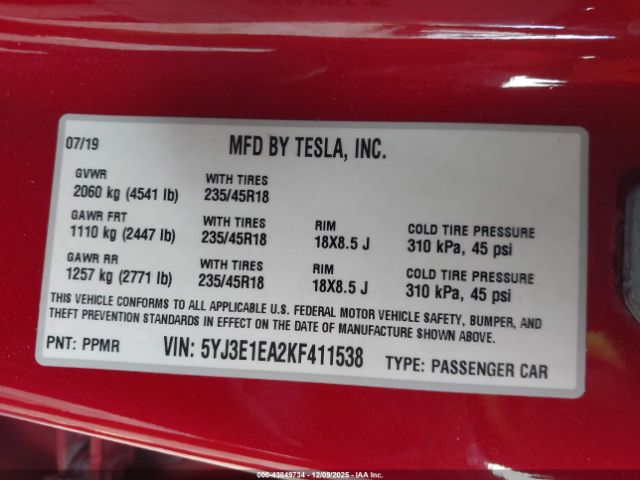 07/19 MFD BY TESLA, INC.
GVWR WITH TIRES
2060 kg (4541 lb) 235/45R18
GAWR FRT WITH TIRES RIM COLD TIRE PRESSURE
1110 kg (2447 lb) 235/45R18 18X8.5 J 310 kPa, 45 psi
GAWR RR WITH TIRES RIM COLD TIRE PRESSURE
1257 kg (2771 lb) 235/45R18 18X8.5 J 310 kPa, 45 psi
THIS VEHICLE CONFORMS TO ALL APPLICABLE U.S. FEDERAL MOTOR VEHICLE SAFETY, BUMPER, AND
THEFT PREVENTION STANDARDS IN EFFECT ON THE DATE OF MANUFACTURE SHOWN ABOVE.
PNT: PPMR VIN: 5YJ3E1EA2KF411538 TYPE: PASSENGER CAR
000-43849734 - 12/09/2025 - IAAI, INC.